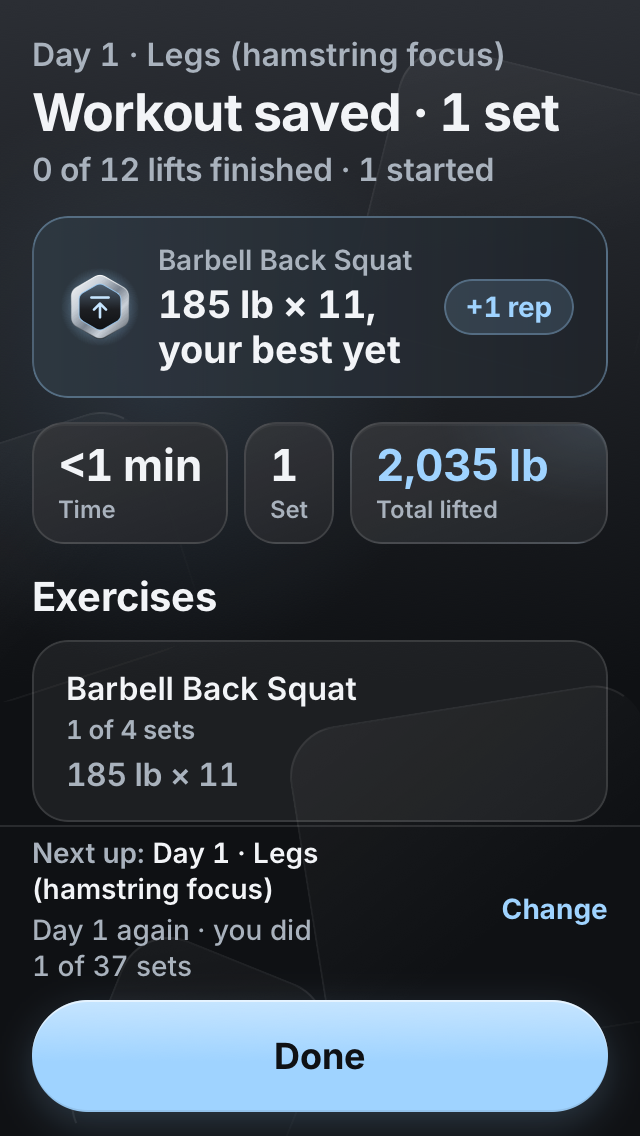 Day 1 · Legs (hamstring focus)
Workout saved · 1 set
0 of 12 lifts finished · 1 started
Barbell Back Squat
185 lb × 11,
your best yet
+1 rep
<1 min
Time
1
Set
2,035 lb
Total lifted
Exercises
Barbell Back Squat
1 of 4 sets
185 lb × 11
Next up: Day 1 · Legs
(hamstring focus)
Day 1 again · you did
1 of 37 sets
Change
Done